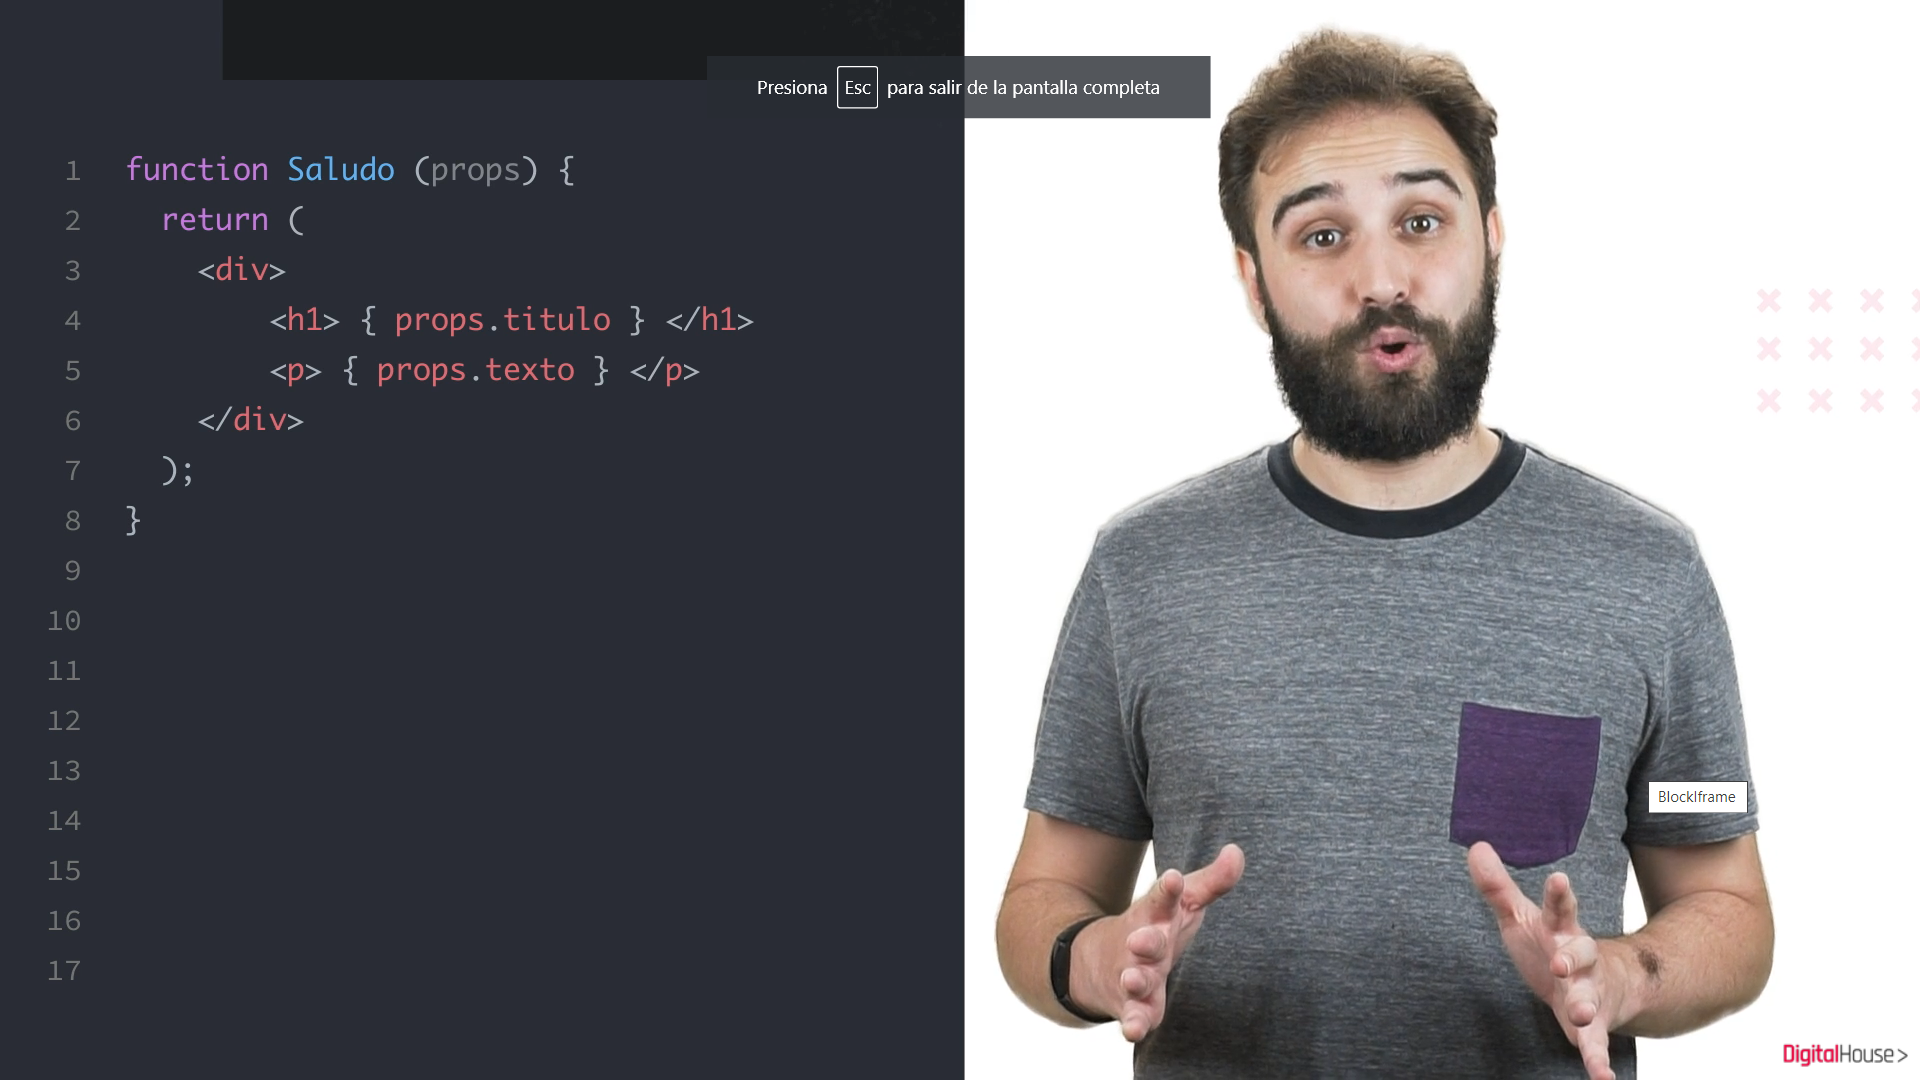 Presiona Esc para salir de la pantalla completa
1 function Saludo (props) {
2 return (
3 <div>
4 <h1> { props.titulo } </h1>
5 <p> { props.texto } </p>
6 </div>
7 );
8 }
9
10
11
12
13
14
15
16
17
BlockIframe
DigitalHouse>